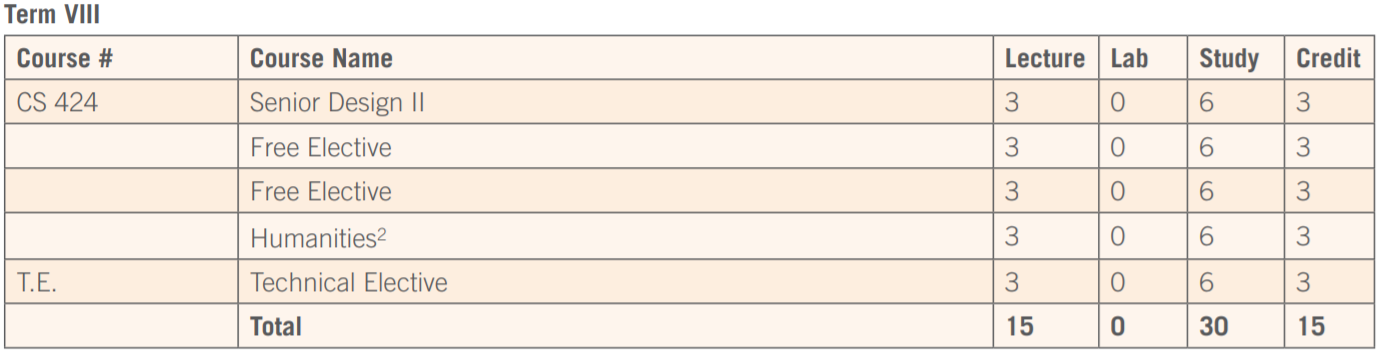 Term VIII
Course # Course Name Lecture Lab Study Credit
CS 424 Senior Design II 3 0 6 3
Free Elective 3 0 6 3
Free Elective 3 0 6 3
Humanities² 3 0 6 3
T.E. Technical Elective 3 0 6 3
Total 15 0 30 15